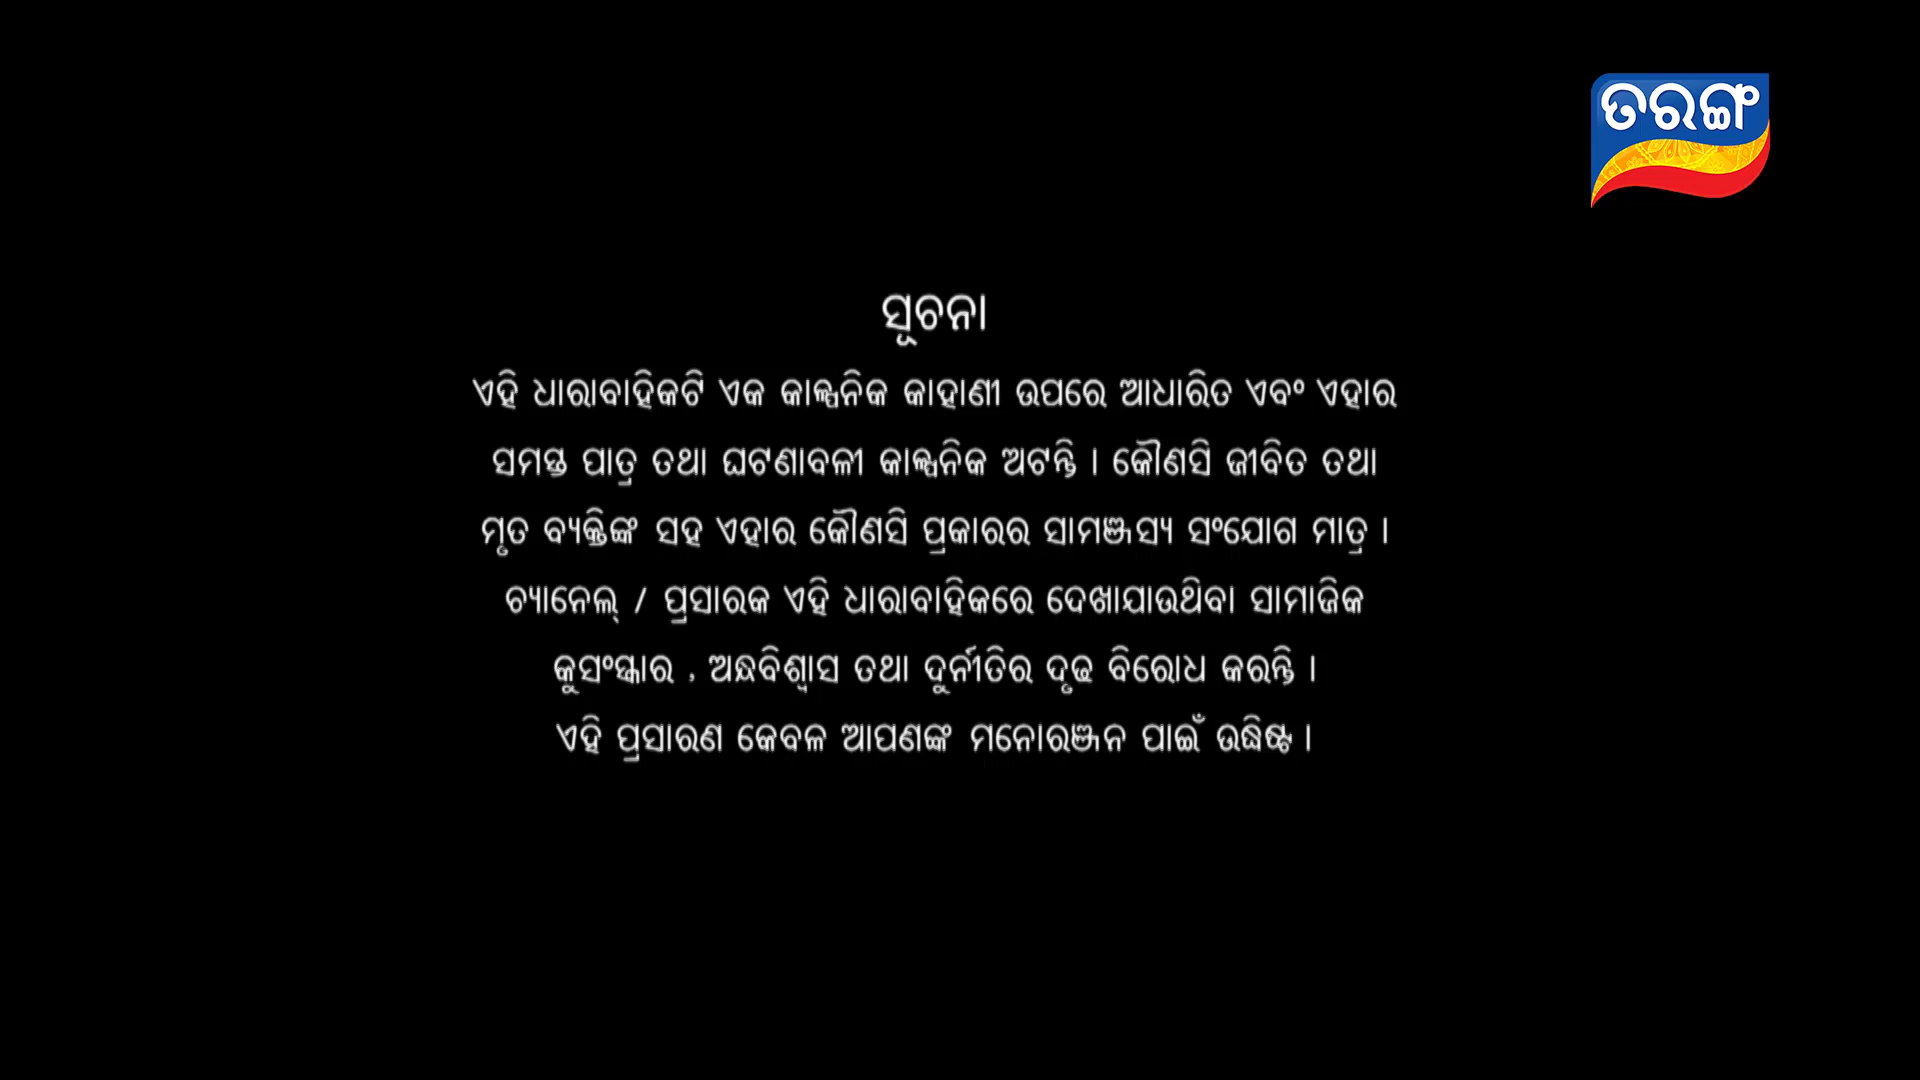 ତରଙ୍ଗ
ସୂଚନା
ଏହି ଧାରାବାହିକଟି ଏକ କାଳ୍ପନିକ କାହାଣୀ ଉପରେ ଆଧାରିତ ଏବଂ ଏହାର
ସମସ୍ତ ପାତ୍ର ତଥା ଘଟଣାବଳୀ କାଳ୍ପନିକ ଅଟନ୍ତି । କୌଣସି ଜୀବିତ ତଥା
ମୃତ ବ୍ୟକ୍ତିଙ୍କ ସହ ଏହାର କୌଣସି ପ୍ରକାରର ସାମଞ୍ଜସ୍ୟ ସଂଯୋଗ ମାତ୍ର ।
ଚ୍ୟାନେଲ୍ / ପ୍ରସାରକ ଏହି ଧାରାବାହିକରେ ଦେଖାଯାଉଥିବା ସାମାଜିକ
କୁସଂସ୍କାର , ଅନ୍ଧବିଶ୍ୱାସ ତଥା ଦୁର୍ନୀତିର ଦୃଢ ବିରୋଧ କରନ୍ତି ।
ଏହି ପ୍ରସାରଣ କେବଳ ଆପଣଙ୍କ ମନୋରଞ୍ଜନ ପାଇଁ ଉଦ୍ଧିଷ୍ଟ ।